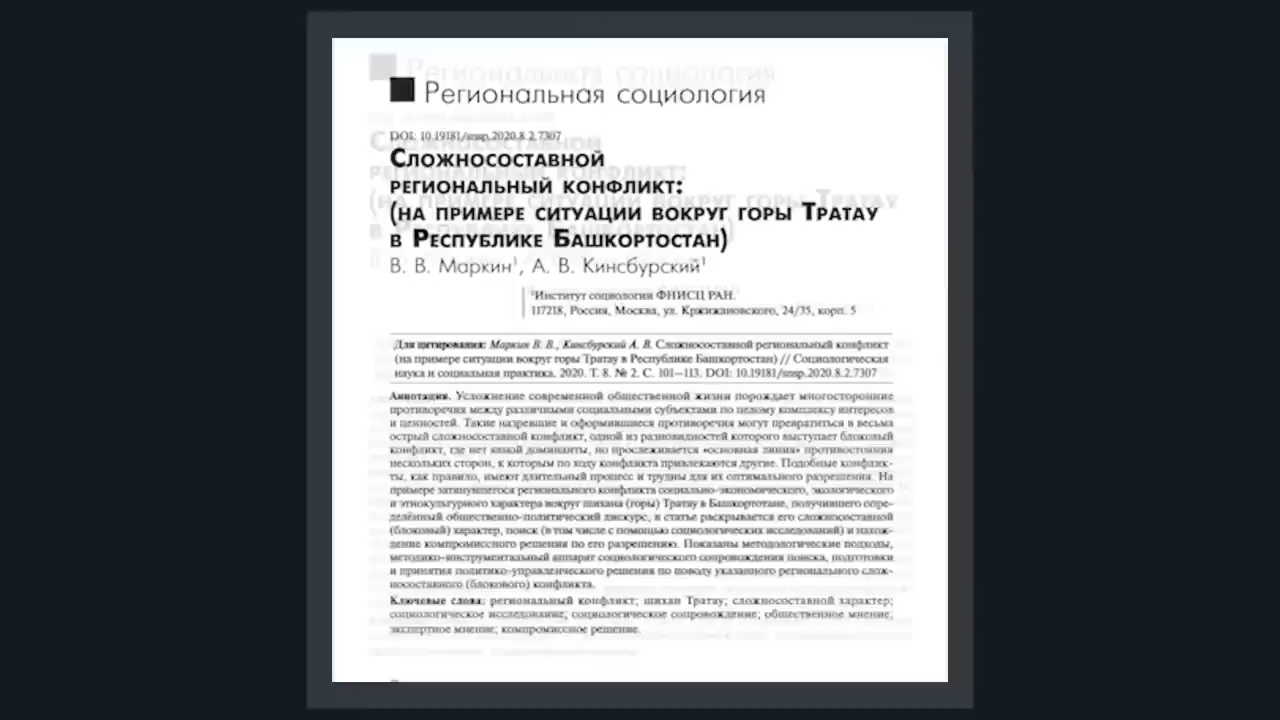 Региональная социология
DOI: 10.19181/snsp.2020.8.2.7307
Сложносоставной
региональный конфликт:
(на примере ситуации вокруг горы Тратау
в Республике Башкортостан)
В. В. Маркин¹, А. В. Кинсбурский¹
¹Институт социологии ФНИСЦ РАН.
117218, Россия, Москва, ул. Кржижановского, 24/35, корп. 5
Для цитирования: Маркин В. В., Кинсбурский А. В. Сложносоставной региональный конфликт
(на примере ситуации вокруг горы Тратау в Республике Башкортостан) // Социологическая
наука и социальная практика. 2020. Т. 8. № 2. С. 101–113. DOI: 10.19181/snsp.2020.8.2.7307
Аннотация. Усложнение современной общественной жизни порождает многосторонние
противоречия между различными социальными субъектами по целому комплексу интересов
и ценностей. Такие назревшие и оформившиеся противоречия могут превратиться в весьма
острый сложносоставной конфликт, одной из разновидностей которого выступает блоковый
конфликт, где нет явной доминанты, но прослеживается «основная линия» противостояния
нескольких сторон, к которым по ходу конфликта привлекаются другие. Подобные конфлик-
ты, как правило, имеют длительный процесс и трудны для их оптимального разрешения. На
примере затянувшегося регионального конфликта социально-экономического, экологического
и этнокультурного характера вокруг шихана (горы) Тратау в Башкортотане, получившего опре-
делённый общественно-политический дискурс, в статье раскрывается его сложносоставной
(блоковый) характер, поиск (в том числе с помощью социологических исследований) и нахож-
дение компромиссного решения по его разрешению. Показаны методологические подходы,
методико-инструментальный аппарат социологического сопровождения поиска, подготовки
и принятия политико-управленческого решения по поводу указанного регионального слож-
носоставного (блокового) конфликта.
Ключевые слова: региональный конфликт; шихан Тратау; сложносоставной характер;
социологическое исследование; социологическое сопровождение; общественное мнение;
экспертное мнение; компромиссное решение.